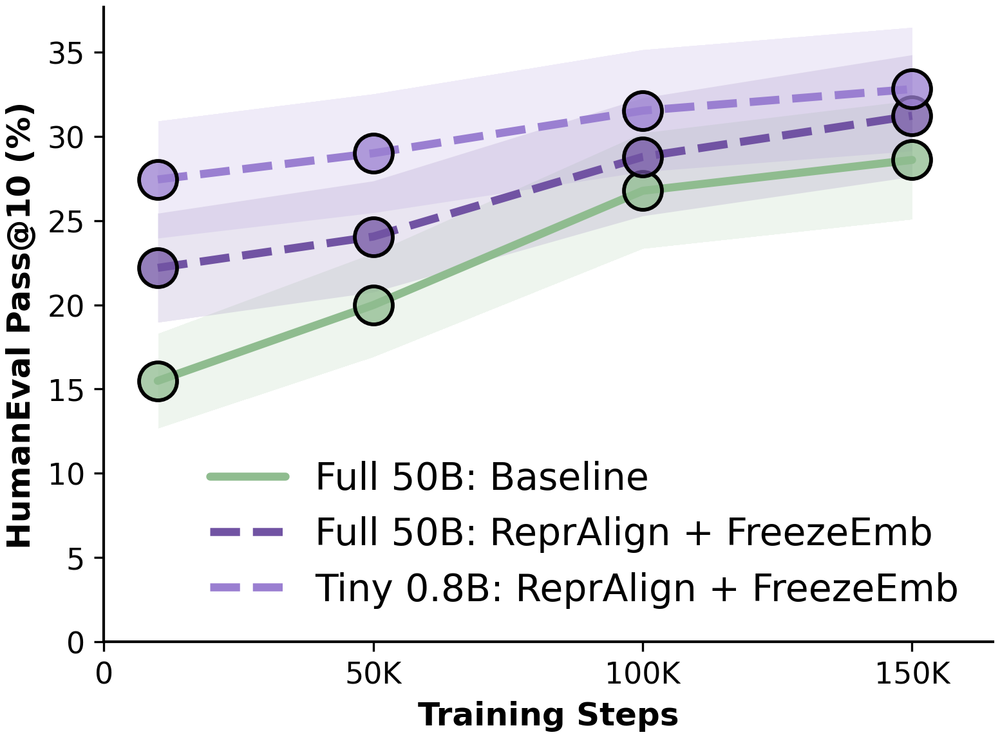 HumanEval Pass@10 (%)
35
30
25
20
15
10
5
0
Full 50B: Baseline
Full 50B: ReprAlign + FreezeEmb
Tiny 0.8B: ReprAlign + FreezeEmb
0 50K 100K 150K
Training Steps